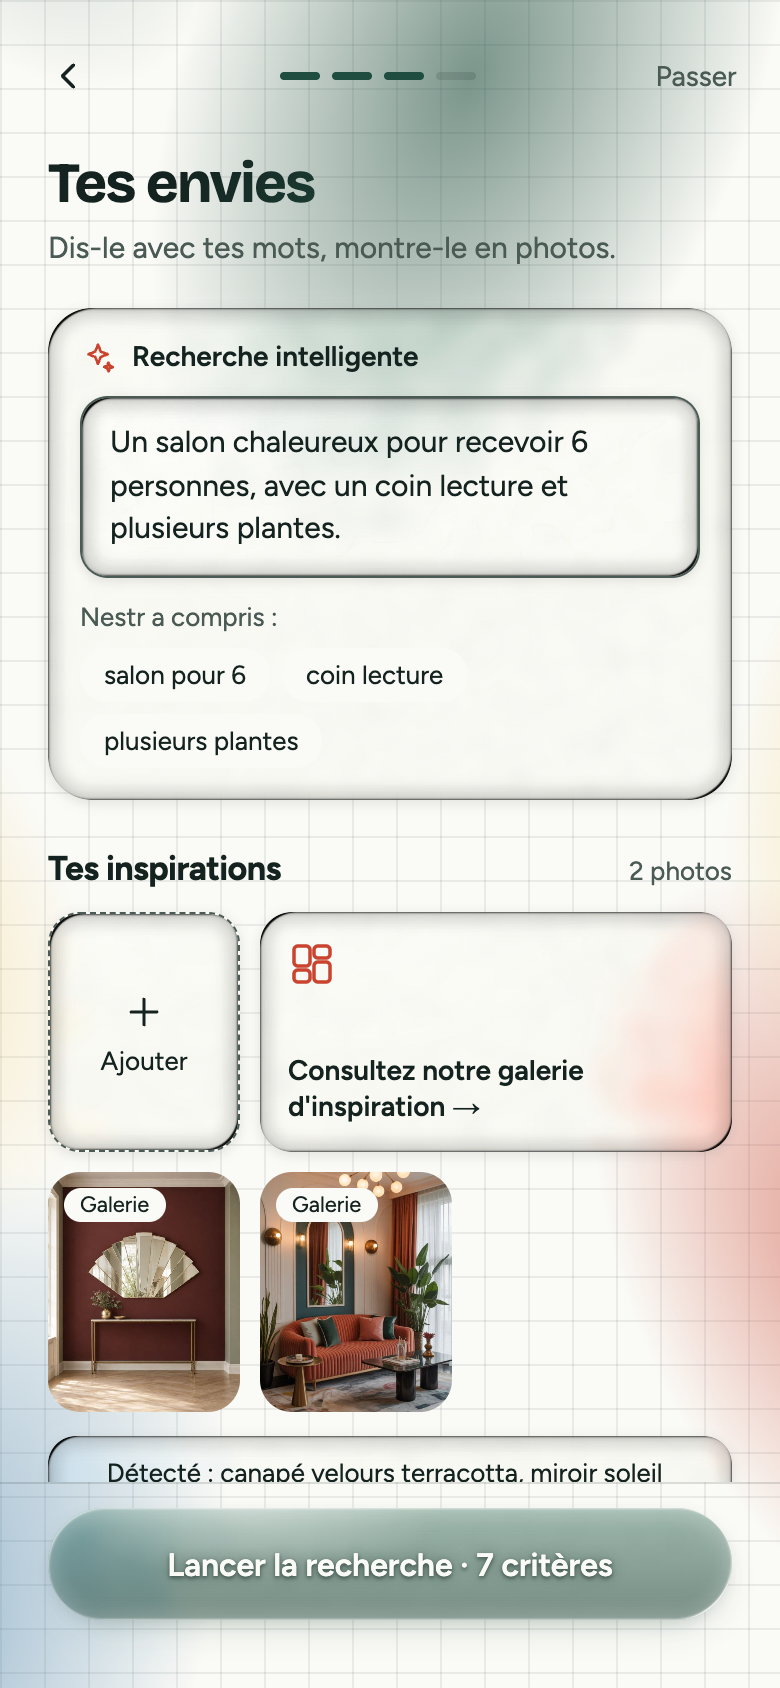 Passer
Tes envies
Dis-le avec tes mots, montre-le en photos.
Recherche intelligente
Un salon chaleureux pour recevoir 6
personnes, avec un coin lecture et
plusieurs plantes.
Nestr a compris :
salon pour 6
coin lecture
plusieurs plantes
Tes inspirations
2 photos
Ajouter
Consultez notre galerie
d'inspiration →
Galerie
Galerie
Détecté : canapé velours terracotta, miroir soleil
Lancer la recherche · 7 critères